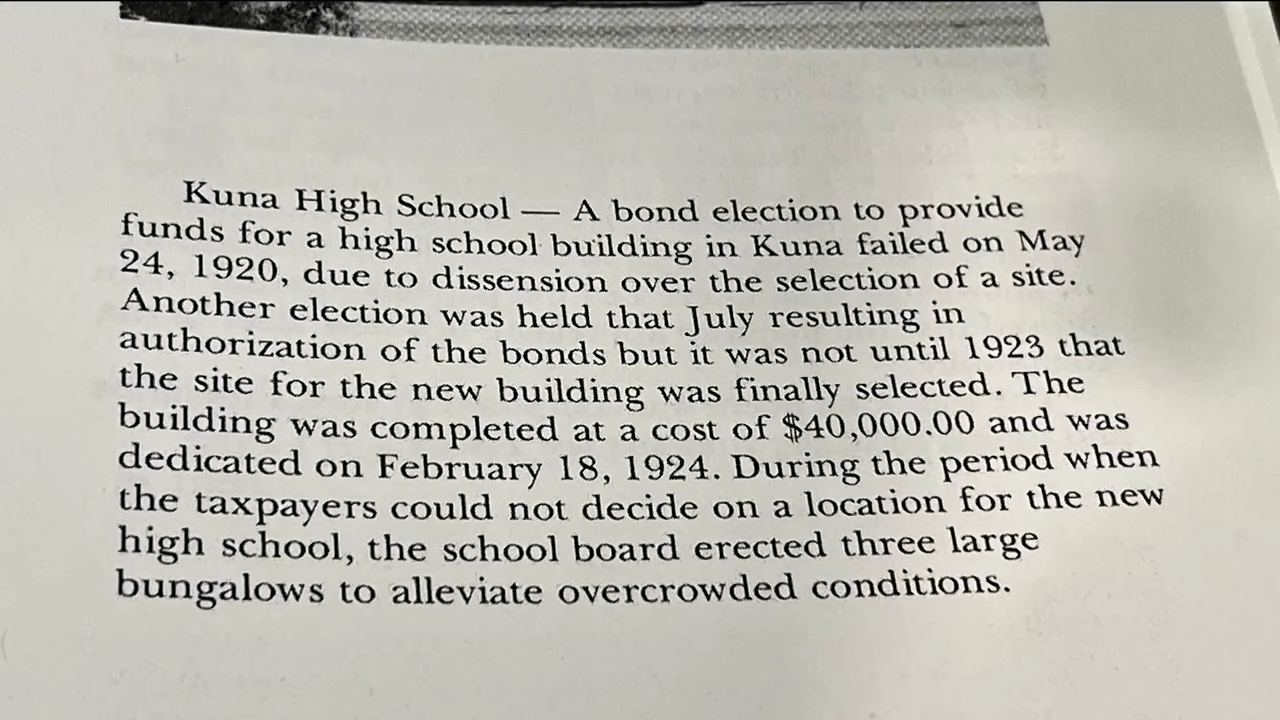 Kuna High School — A bond election to provide
funds for a high school building in Kuna failed on May
24, 1920, due to dissension over the selection of a site.
Another election was held that July resulting in
authorization of the bonds but it was not until 1923 that
the site for the new building was finally selected. The
building was completed at a cost of $40,000.00 and was
dedicated on February 18, 1924. During the period when
the taxpayers could not decide on a location for the new
high school, the school board erected three large
bungalows to alleviate overcrowded conditions.